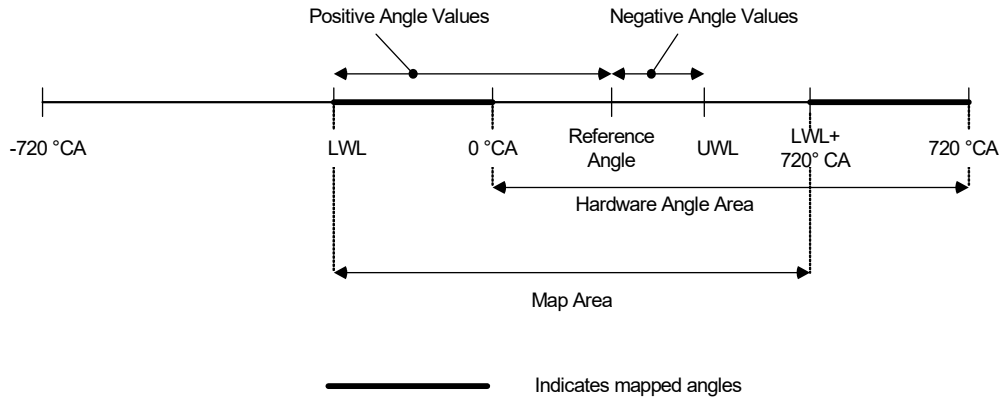 Positive Angle Values
Negative Angle Values
-720 °CA
LWL
0 °CA
Reference
Angle
UWL
LWL+
720° CA
720 °CA
Hardware Angle Area
Map Area
Indicates mapped angles